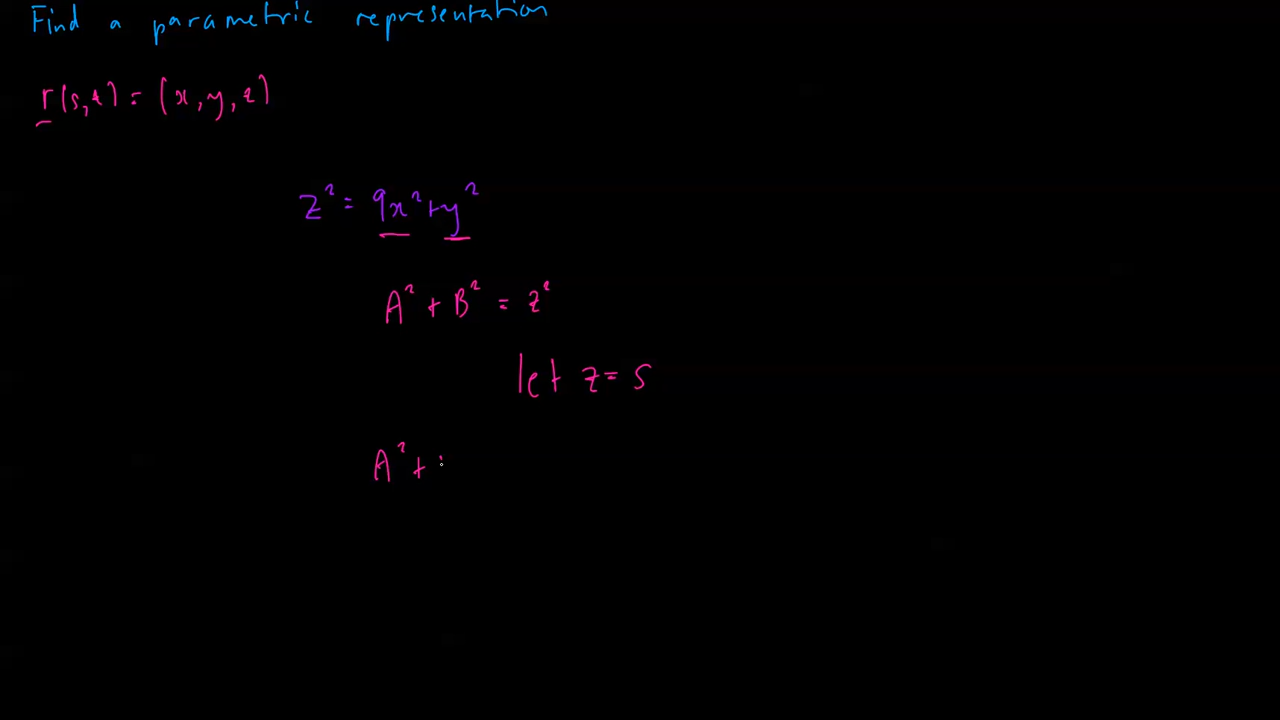 Find a parametric representation
r(s,t) = (x, y, z)
z² = 9x² + y²
A² + B² = z²
let z = s
A² +